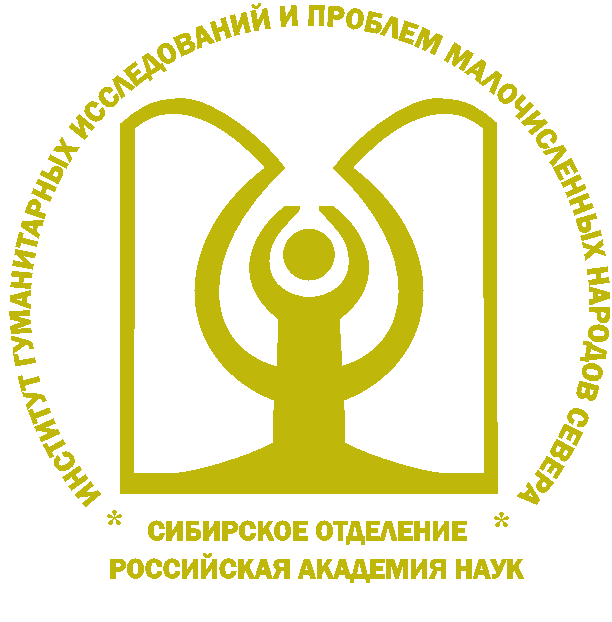 ИНСТИТУТ ГУМАНИТАРНЫХ ИССЛЕДОВАНИЙ И ПРОБЛЕМ МАЛОЧИСЛЕННЫХ НАРОДОВ СЕВЕРА
* СИБИРСКОЕ ОТДЕЛЕНИЕ *
РОССИЙСКАЯ АКАДЕМИЯ НАУК